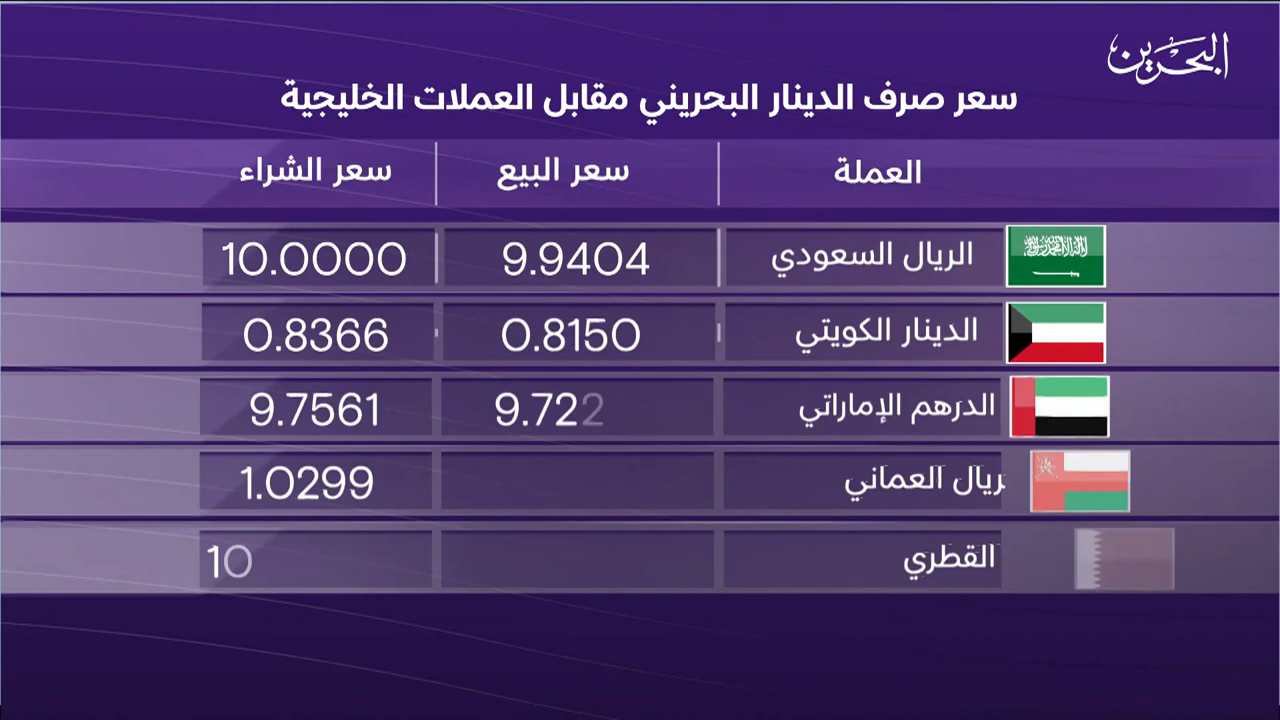 البحرين
سعر صرف الدينار البحريني مقابل العملات الخليجية
العملة سعر البيع سعر الشراء
الريال السعودي 9.9404 10.0000
الدينار الكويتي 0.8150 0.8366
الدرهم الإماراتي 9.722 9.7561
ريال العماني 1.0299
القطري 10